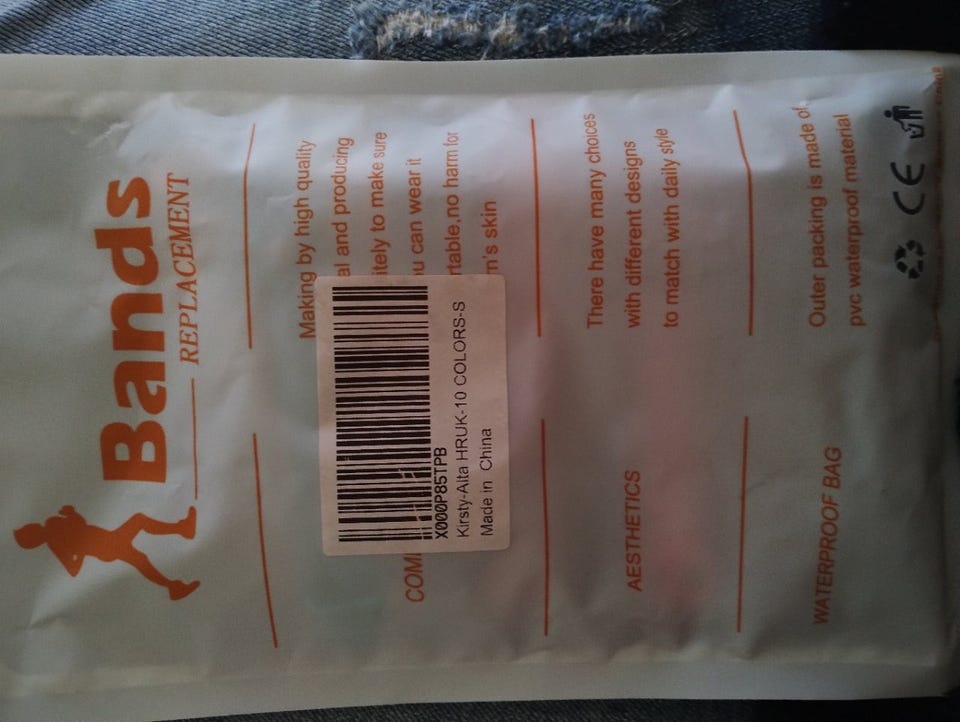 Bands
REPLACEMENT
Making by high quality
al and producing
itely to make sure
ou can wear it
rtable,no harm for
m's skin
COM
X000P85TPB
Kirsty-Alta HRUK-10 COLORS-S
Made in China
AESTHETICS
There have many choices
with different designs
to match with daily style
WATERPROOF BAG
Outer packing is made of
pvc waterproof material
CE